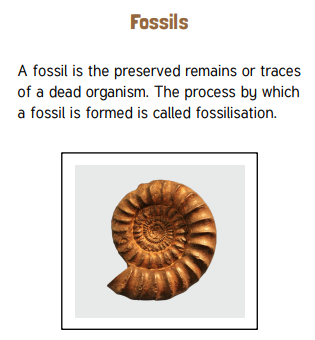 Fossils
A fossil is the preserved remains or traces
of a dead organism. The process by which
a fossil is formed is called fossilisation.